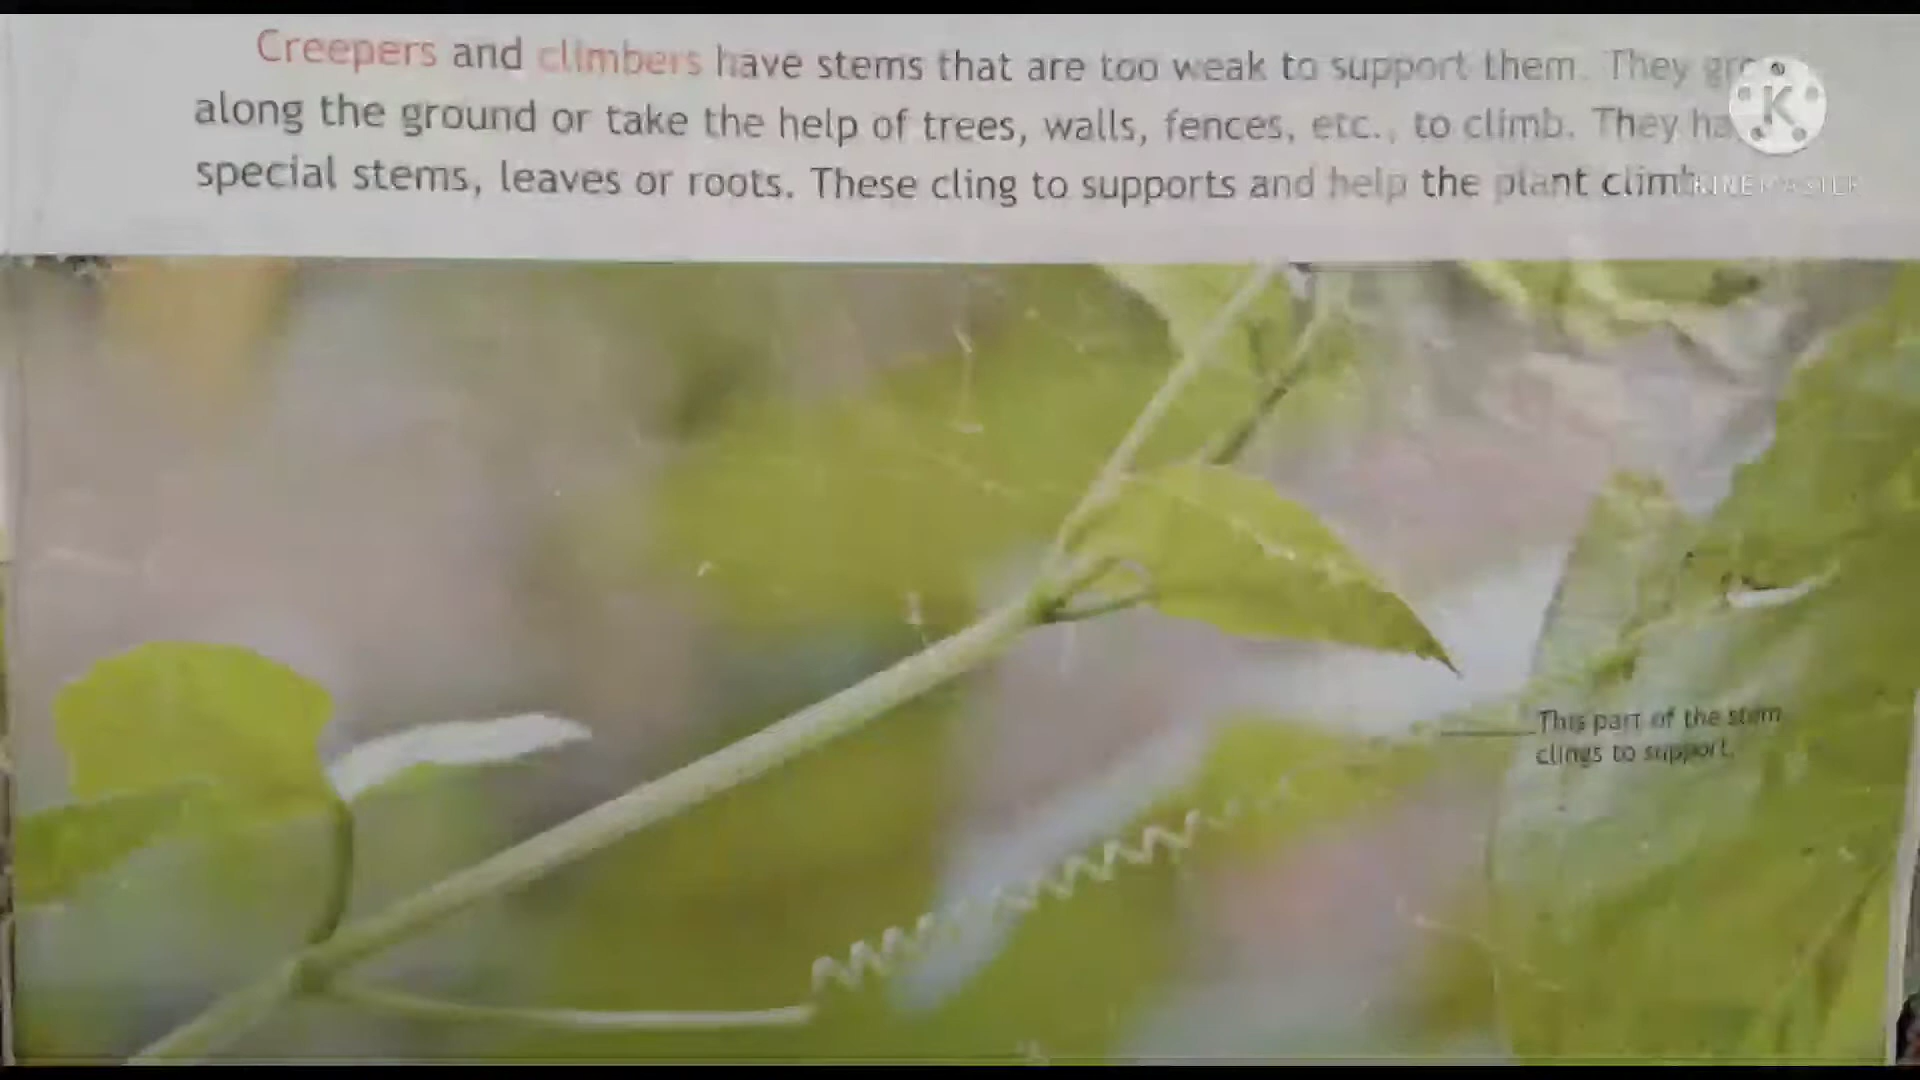 Creepers and climbers have stems that are too weak to support them. They
along the ground or take the help of trees, walls, fences, etc., to climb. They
special stems, leaves or roots. These cling to supports and help the plant climb
K
KINEMASTER
This part of the stem
clings to support.